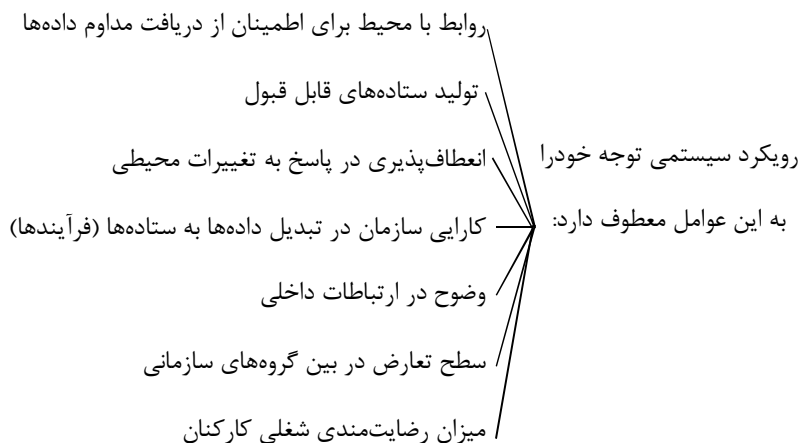 رویکرد سیستمی توجه خودرا
به این عوامل معطوف دارد:
روابط با محیط برای اطمینان از دریافت مداوم داده‌ها
تولید ستاده‌های قابل قبول
انعطاف‌پذیری در پاسخ به تغییرات محیطی
کارایی سازمان در تبدیل داده‌ها به ستاده‌ها (فرآیندها)
وضوح در ارتباطات داخلی
سطح تعارض در بین گروه‌های سازمانی
میزان رضایت‌مندی شغلی کارکنان